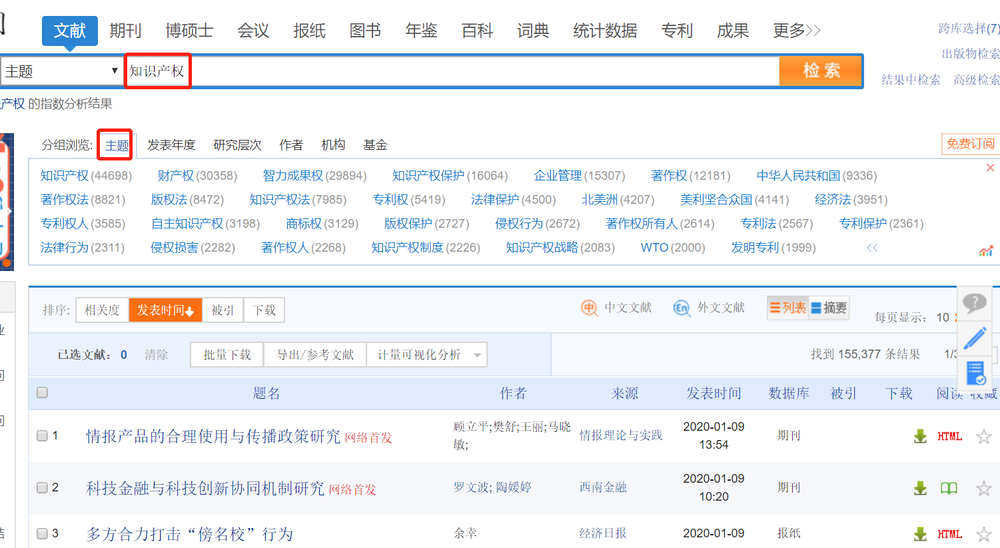 文献 期刊 博硕士 会议 报纸 图书 年鉴 百科 词典 统计数据 专利 成果 更多>>
跨库选择(7)
出版物检索
主题 ▼ 知识产权 检索
结果中检索 高级检索
产权 的指数分析结果
分组浏览: 主题 发表年度 研究层次 作者 机构 基金
免费订阅
知识产权(44698) 财产权(30358) 智力成果权(29894) 知识产权保护(16064) 企业管理(15307) 著作权(12181) 中华人民共和国(9336)
著作权法(8821) 版权法(8472) 知识产权法(7985) 专利权(5419) 法律保护(4500) 北美洲(4207) 美利坚合众国(4141) 经济法(3951)
专利权人(3585) 自主知识产权(3198) 商标权(3129) 版权保护(2727) 侵权行为(2672) 著作权所有人(2614) 专利法(2567) 专利保护(2361)
法律行为(2311) 侵权损害(2282) 著作权人(2268) 知识产权制度(2226) 知识产权战略(2083) WTO(2000) 发明专利(1999) <<
排序: 相关度 发表时间 被引 下载
中 中文文献 En 外文文献 列表 摘要 每页显示: 10
已选文献: 0 清除 批量下载 导出/参考文献 计量可视化分析
找到 155,377 条结果 1/
题名 作者 来源 发表时间 数据库 被引 下载 阅读 收藏
1 情报产品的合理使用与传播政策研究 网络首发 顾立平;樊舒;王丽;马晓敏; 情报理论与实践 2020-01-09 13:54 期刊 HTML
2 科技金融与科技创新协同机制研究 网络首发 罗文波; 陶媛婷 西南金融 2020-01-09 10:20 期刊
3 多方合力打击“傍名校”行为 余幸 经济日报 2020-01-09 报纸 HTML